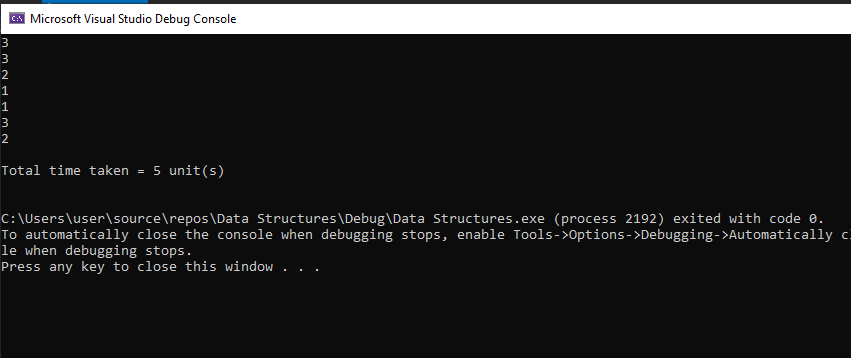 Microsoft Visual Studio Debug Console
3
3
2
1
1
3
2
Total time taken = 5 unit(s)
C:\Users\user\source\repos\Data Structures\Debug\Data Structures.exe (process 2192) exited with code 0.
To automatically close the console when debugging stops, enable Tools->Options->Debugging->Automatically cl
le when debugging stops.
Press any key to close this window . . .